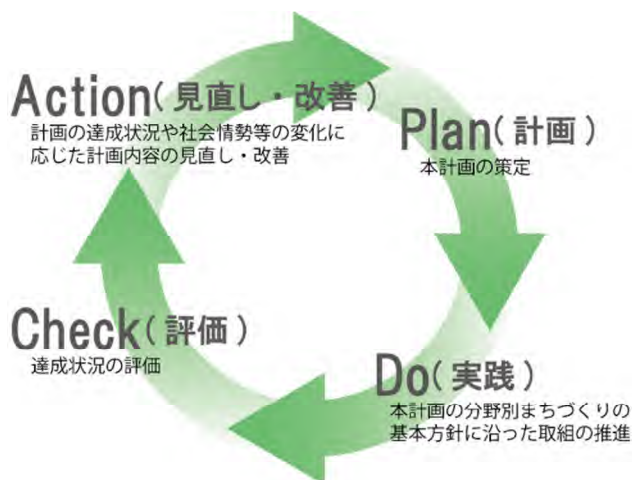 Action(見直し・改善)
計画の達成状況や社会情勢等の変化に
応じた計画内容の見直し・改善
Plan(計画)
本計画の策定
Do(実践)
本計画の分野別まちづくりの
基本方針に沿った取組の推進
Check(評価)
達成状況の評価